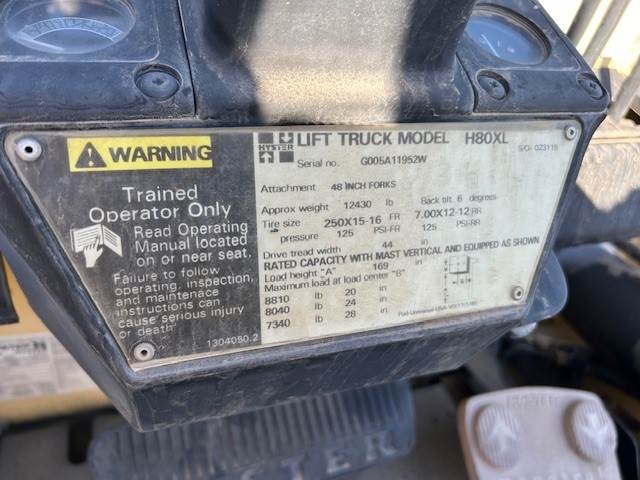 WARNING
Trained
Operator Only
Read Operating
Manual located
on or near seat.
Failure to follow
operating, inspection,
and maintenace
instructions can
cause serious injury
or death
1304050.2
HYSTER
LIFT TRUCK MODEL H80XL
Serial no. G005A11952W S/O: 023115
Attachment 48 INCH FORKS
Approx weight 12430 lb Back tilt 6 degrees
Tire size 250X15-16 FR 7.00X12-12 RR
pressure 125 PSI-FR 125 PSI-RR
Drive tread width 44 in
RATED CAPACITY WITH MAST VERTICAL AND EQUIPPED AS SHOWN
Load height "A" 169 in
Maximum load at load center "B"
8810 lb 20 in
8040 lb 24 in
7340 lb 28 in